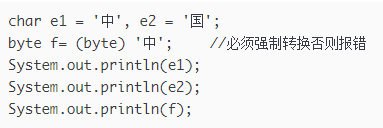 char e1 = '中', e2 = '国';
byte f= (byte) '中';    //必须强制转换否则报错
System.out.println(e1);
System.out.println(e2);
System.out.println(f);